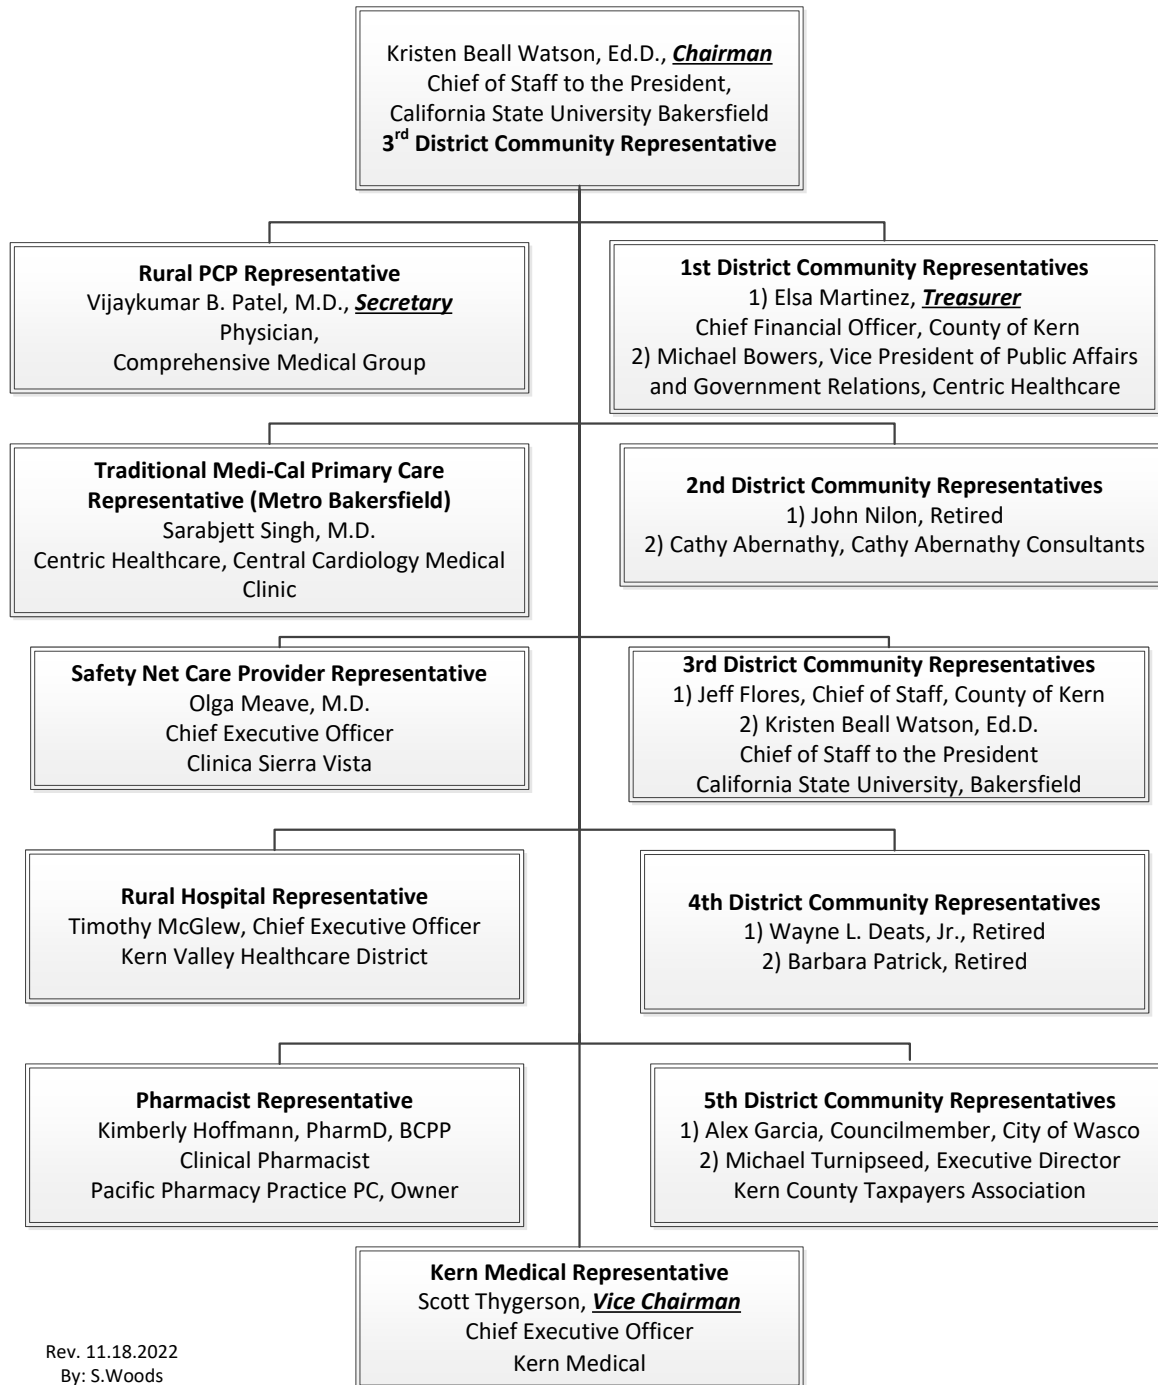 Kristen Beall Watson, Ed.D., Chairman
Chief of Staff to the President,
California State University Bakersfield
3rd District Community Representative
Rural PCP Representative
Vijaykumar B. Patel, M.D., Secretary
Physician,
Comprehensive Medical Group
1st District Community Representatives
1) Elsa Martinez, Treasurer
Chief Financial Officer, County of Kern
2) Michael Bowers, Vice President of Public Affairs
and Government Relations, Centric Healthcare
Traditional Medi-Cal Primary Care
Representative (Metro Bakersfield)
Sarabjett Singh, M.D.
Centric Healthcare, Central Cardiology Medical
Clinic
2nd District Community Representatives
1) John Nilon, Retired
2) Cathy Abernathy, Cathy Abernathy Consultants
Safety Net Care Provider Representative
Olga Meave, M.D.
Chief Executive Officer
Clinica Sierra Vista
3rd District Community Representatives
1) Jeff Flores, Chief of Staff, County of Kern
2) Kristen Beall Watson, Ed.D.
Chief of Staff to the President
California State University, Bakersfield
Rural Hospital Representative
Timothy McGlew, Chief Executive Officer
Kern Valley Healthcare District
4th District Community Representatives
1) Wayne L. Deats, Jr., Retired
2) Barbara Patrick, Retired
Pharmacist Representative
Kimberly Hoffmann, PharmD, BCPP
Clinical Pharmacist
Pacific Pharmacy Practice PC, Owner
5th District Community Representatives
1) Alex Garcia, Councilmember, City of Wasco
2) Michael Turnipseed, Executive Director
Kern County Taxpayers Association
Kern Medical Representative
Scott Thygerson, Vice Chairman
Chief Executive Officer
Kern Medical
Rev. 11.18.2022
By: S.Woods